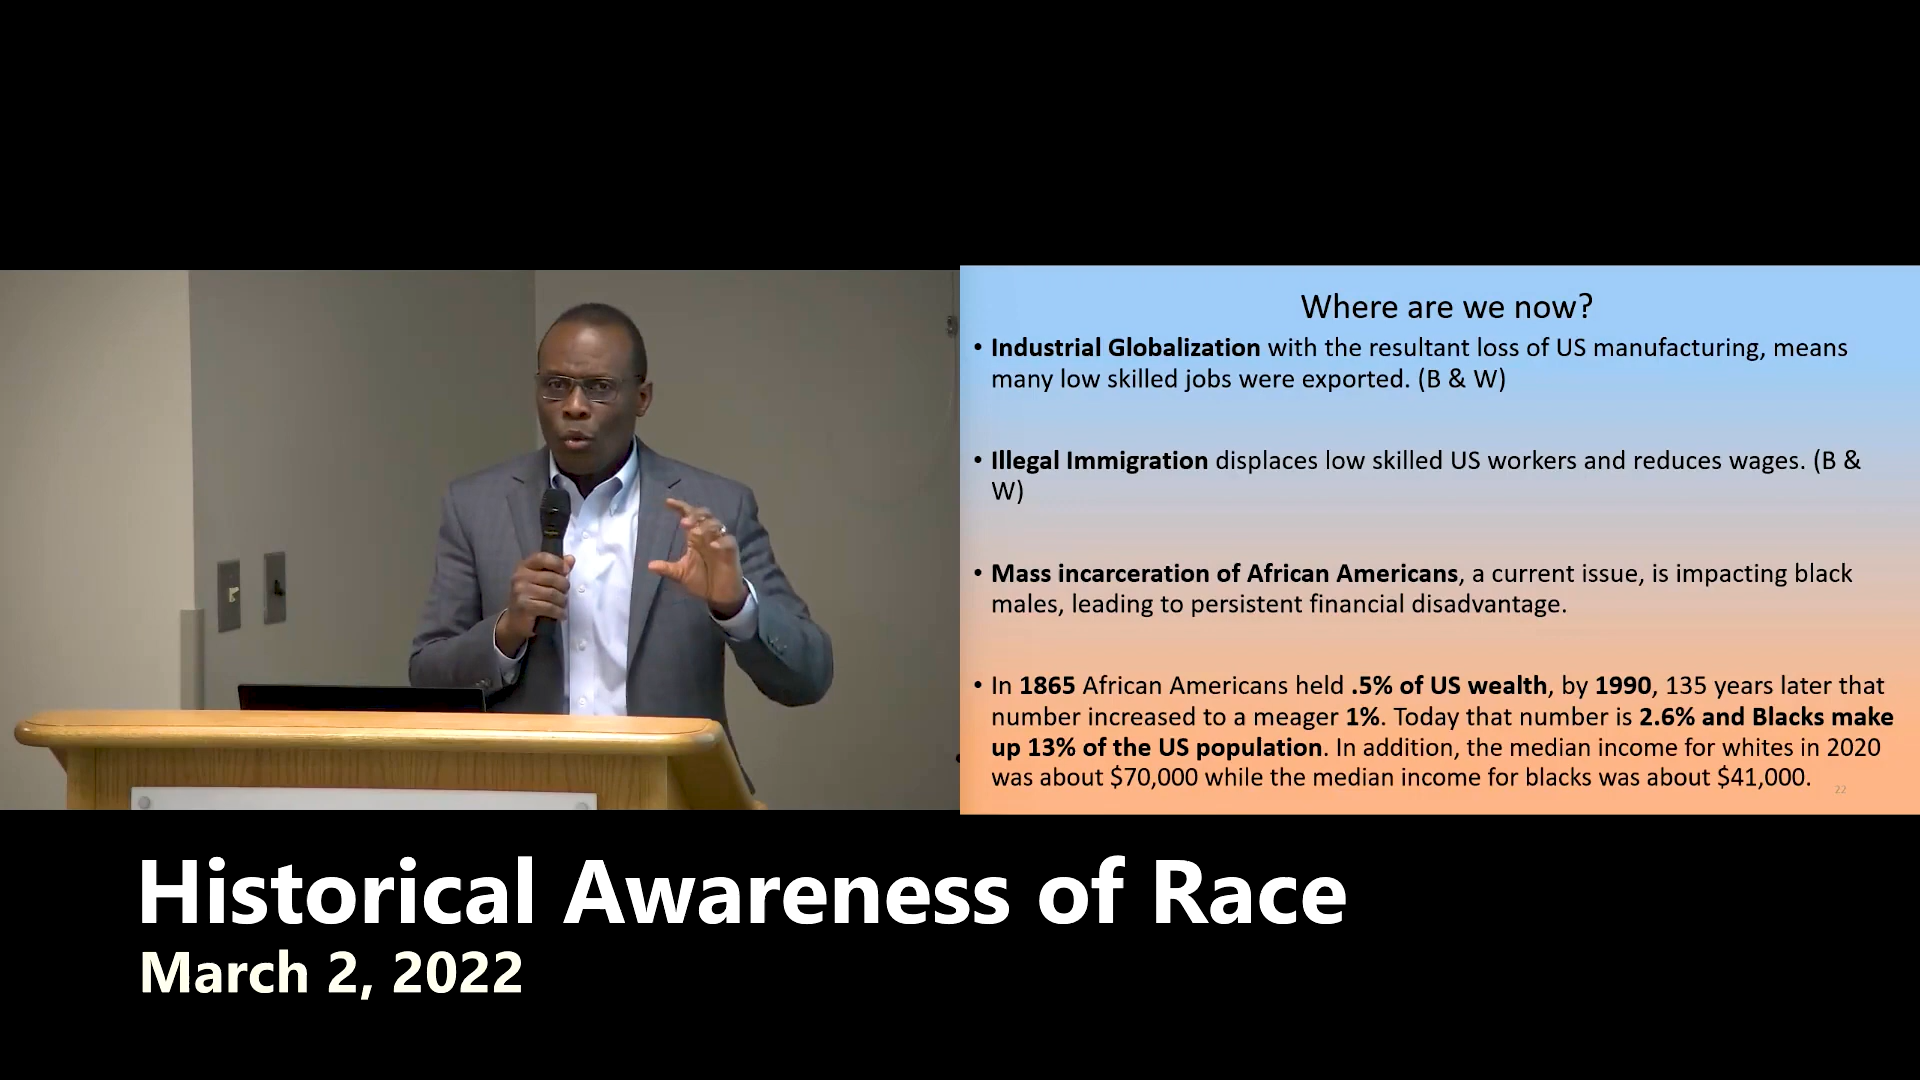 Where are we now?
• Industrial Globalization with the resultant loss of US manufacturing, means
many low skilled jobs were exported. (B & W)
• Illegal Immigration displaces low skilled US workers and reduces wages. (B &
W)
• Mass incarceration of African Americans, a current issue, is impacting black
males, leading to persistent financial disadvantage.
• In 1865 African Americans held .5% of US wealth, by 1990, 135 years later that
number increased to a meager 1%. Today that number is 2.6% and Blacks make
up 13% of the US population. In addition, the median income for whites in 2020
was about $70,000 while the median income for blacks was about $41,000.
22
Historical Awareness of Race
March 2, 2022